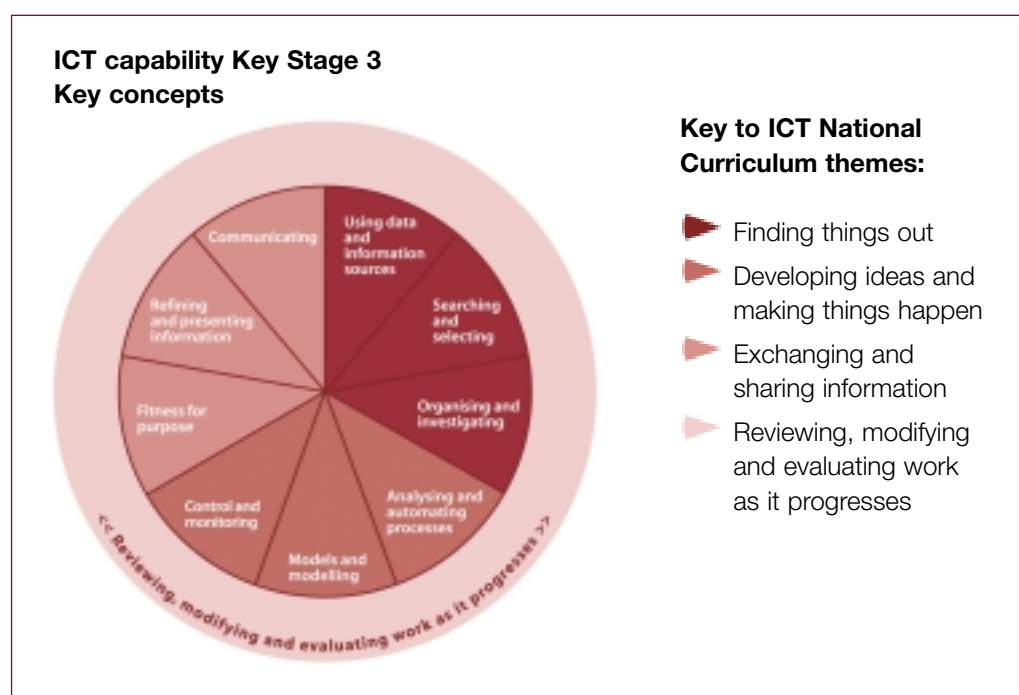 ICT capability Key Stage 3
Key concepts
Communicating
Using data
and
information
sources
Searching
and
selecting
Organising and
investigating
Analysing and
automating
processes
Models and
modelling
Control and
monitoring
Fitness for
purpose
Refining
and presenting
information
<< Reviewing, modifying and evaluating work as it progresses >>
Key to ICT National
Curriculum themes:
Finding things out
Developing ideas and
making things happen
Exchanging and
sharing information
Reviewing, modifying
and evaluating work
as it progresses